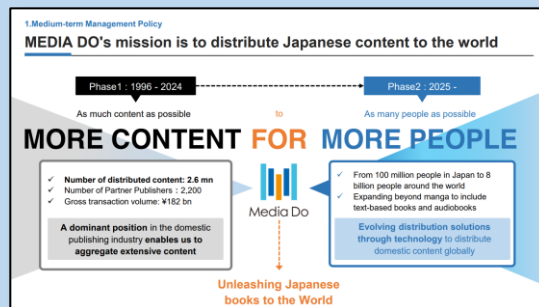 1.Medium-term Management Policy
MEDIA DO's mission is to distribute Japanese content to the world
Phase1 : 1996 - 2024
Phase2 : 2025 -
As much content as possible
to
As many people as possible
MORE CONTENT FOR MORE PEOPLE
✓ Number of distributed content: 2.6 mn
✓ Number of Partner Publishers : 2,200
✓ Gross transaction volume: ¥182 bn
A dominant position in the domestic
publishing industry enables us to
aggregate extensive content
Media Do
✓ From 100 million people in Japan to 8
billion people around the world
✓ Expanding beyond manga to include
text-based books and audiobooks
Evolving distribution solutions
through technology to distribute
domestic content globally
Unleashing Japanese
books to the World